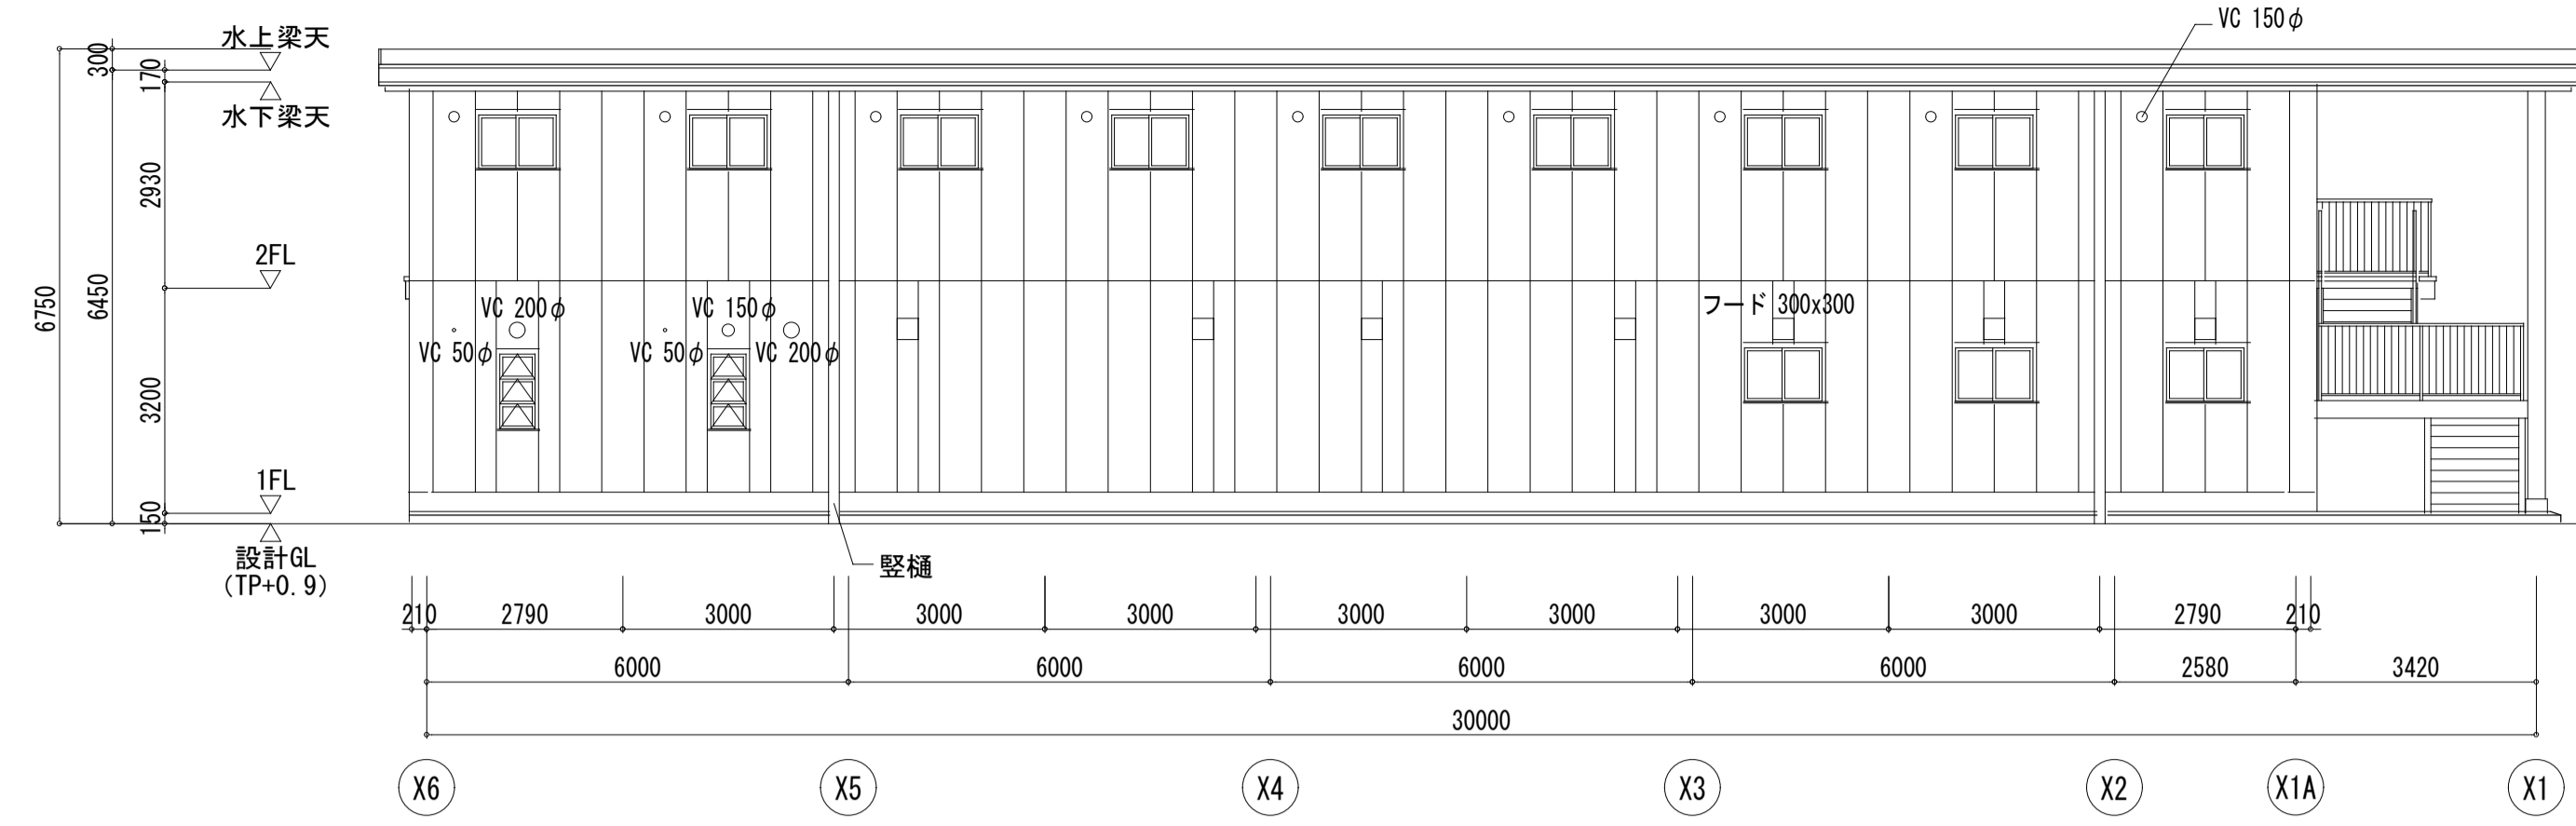 VC 150φ
水上梁天
300
170
水下梁天
2930
2FL
6750
6450
VC 200φ
VC 150φ
フード 300x300
VC 50φ
VC 50φ
VC 200φ
3200
1FL
150
設計GL
(TP+0.9)
竪樋
210 2790 3000 3000 3000 3000 3000 3000 3000 2790 210
6000 6000 6000 6000 2580 3420
30000
X6 X5 X4 X3 X2 X1A X1